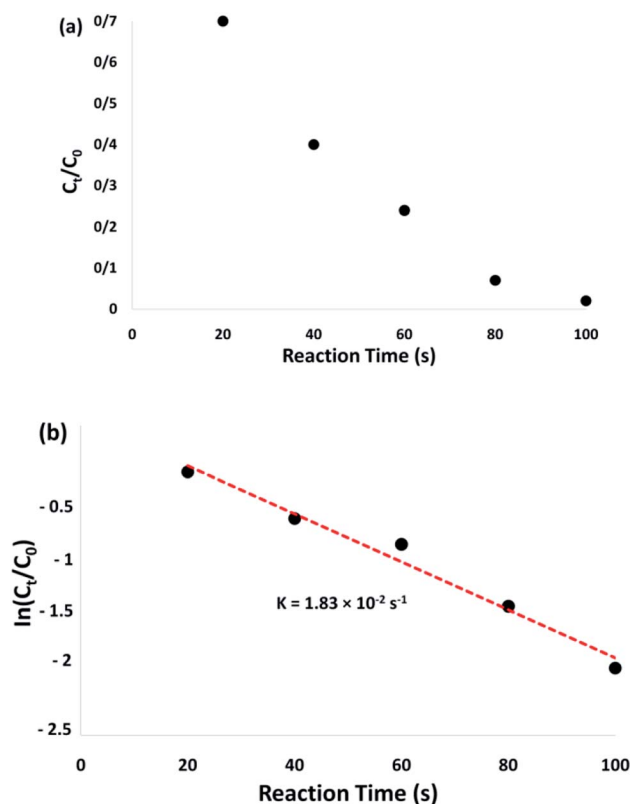 (a)
0/7
0/6
0/5
0/4
0/3
0/2
0/1
0
Cₜ/C₀
0 20 40 60 80 100
Reaction Time (s)
(b)
- 0.5
- 1
- 1.5
- 2
- 2.5
ln(Cₜ/C₀)
K = 1.83 × 10⁻² s⁻¹
0 20 40 60 80 100
Reaction Time (s)